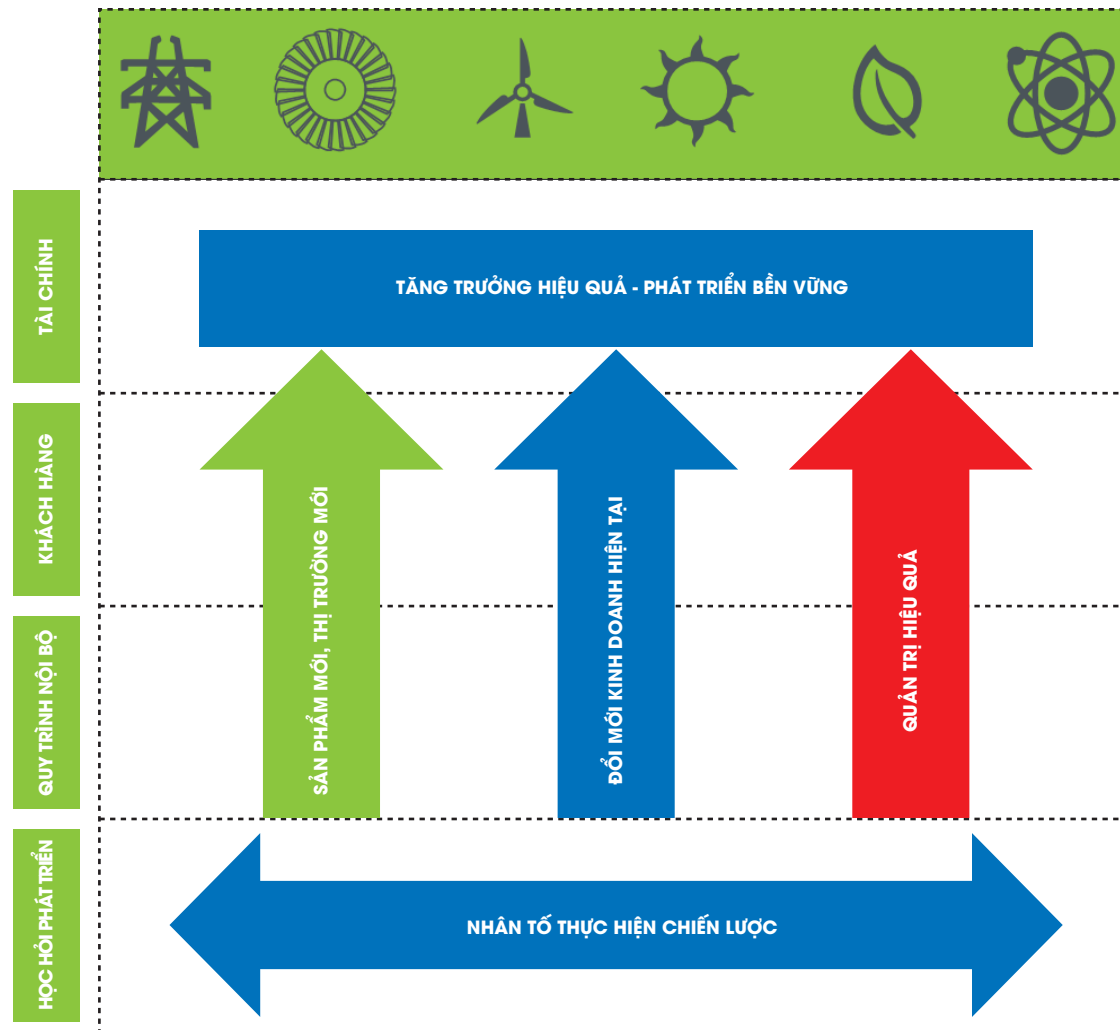 TÀI CHÍNH
TĂNG TRƯỞNG HIỆU QUẢ - PHÁT TRIỂN BỀN VỮNG
KHÁCH HÀNG
QUY TRÌNH NỘI BỘ
SẢN PHẨM MỚI, THỊ TRƯỜNG MỚI
ĐỔI MỚI KINH DOANH HIỆN TẠI
QUẢN TRỊ HIỆU QUẢ
HỌC HỎI PHÁT TRIỂN
NHÂN TỐ THỰC HIỆN CHIẾN LƯỢC